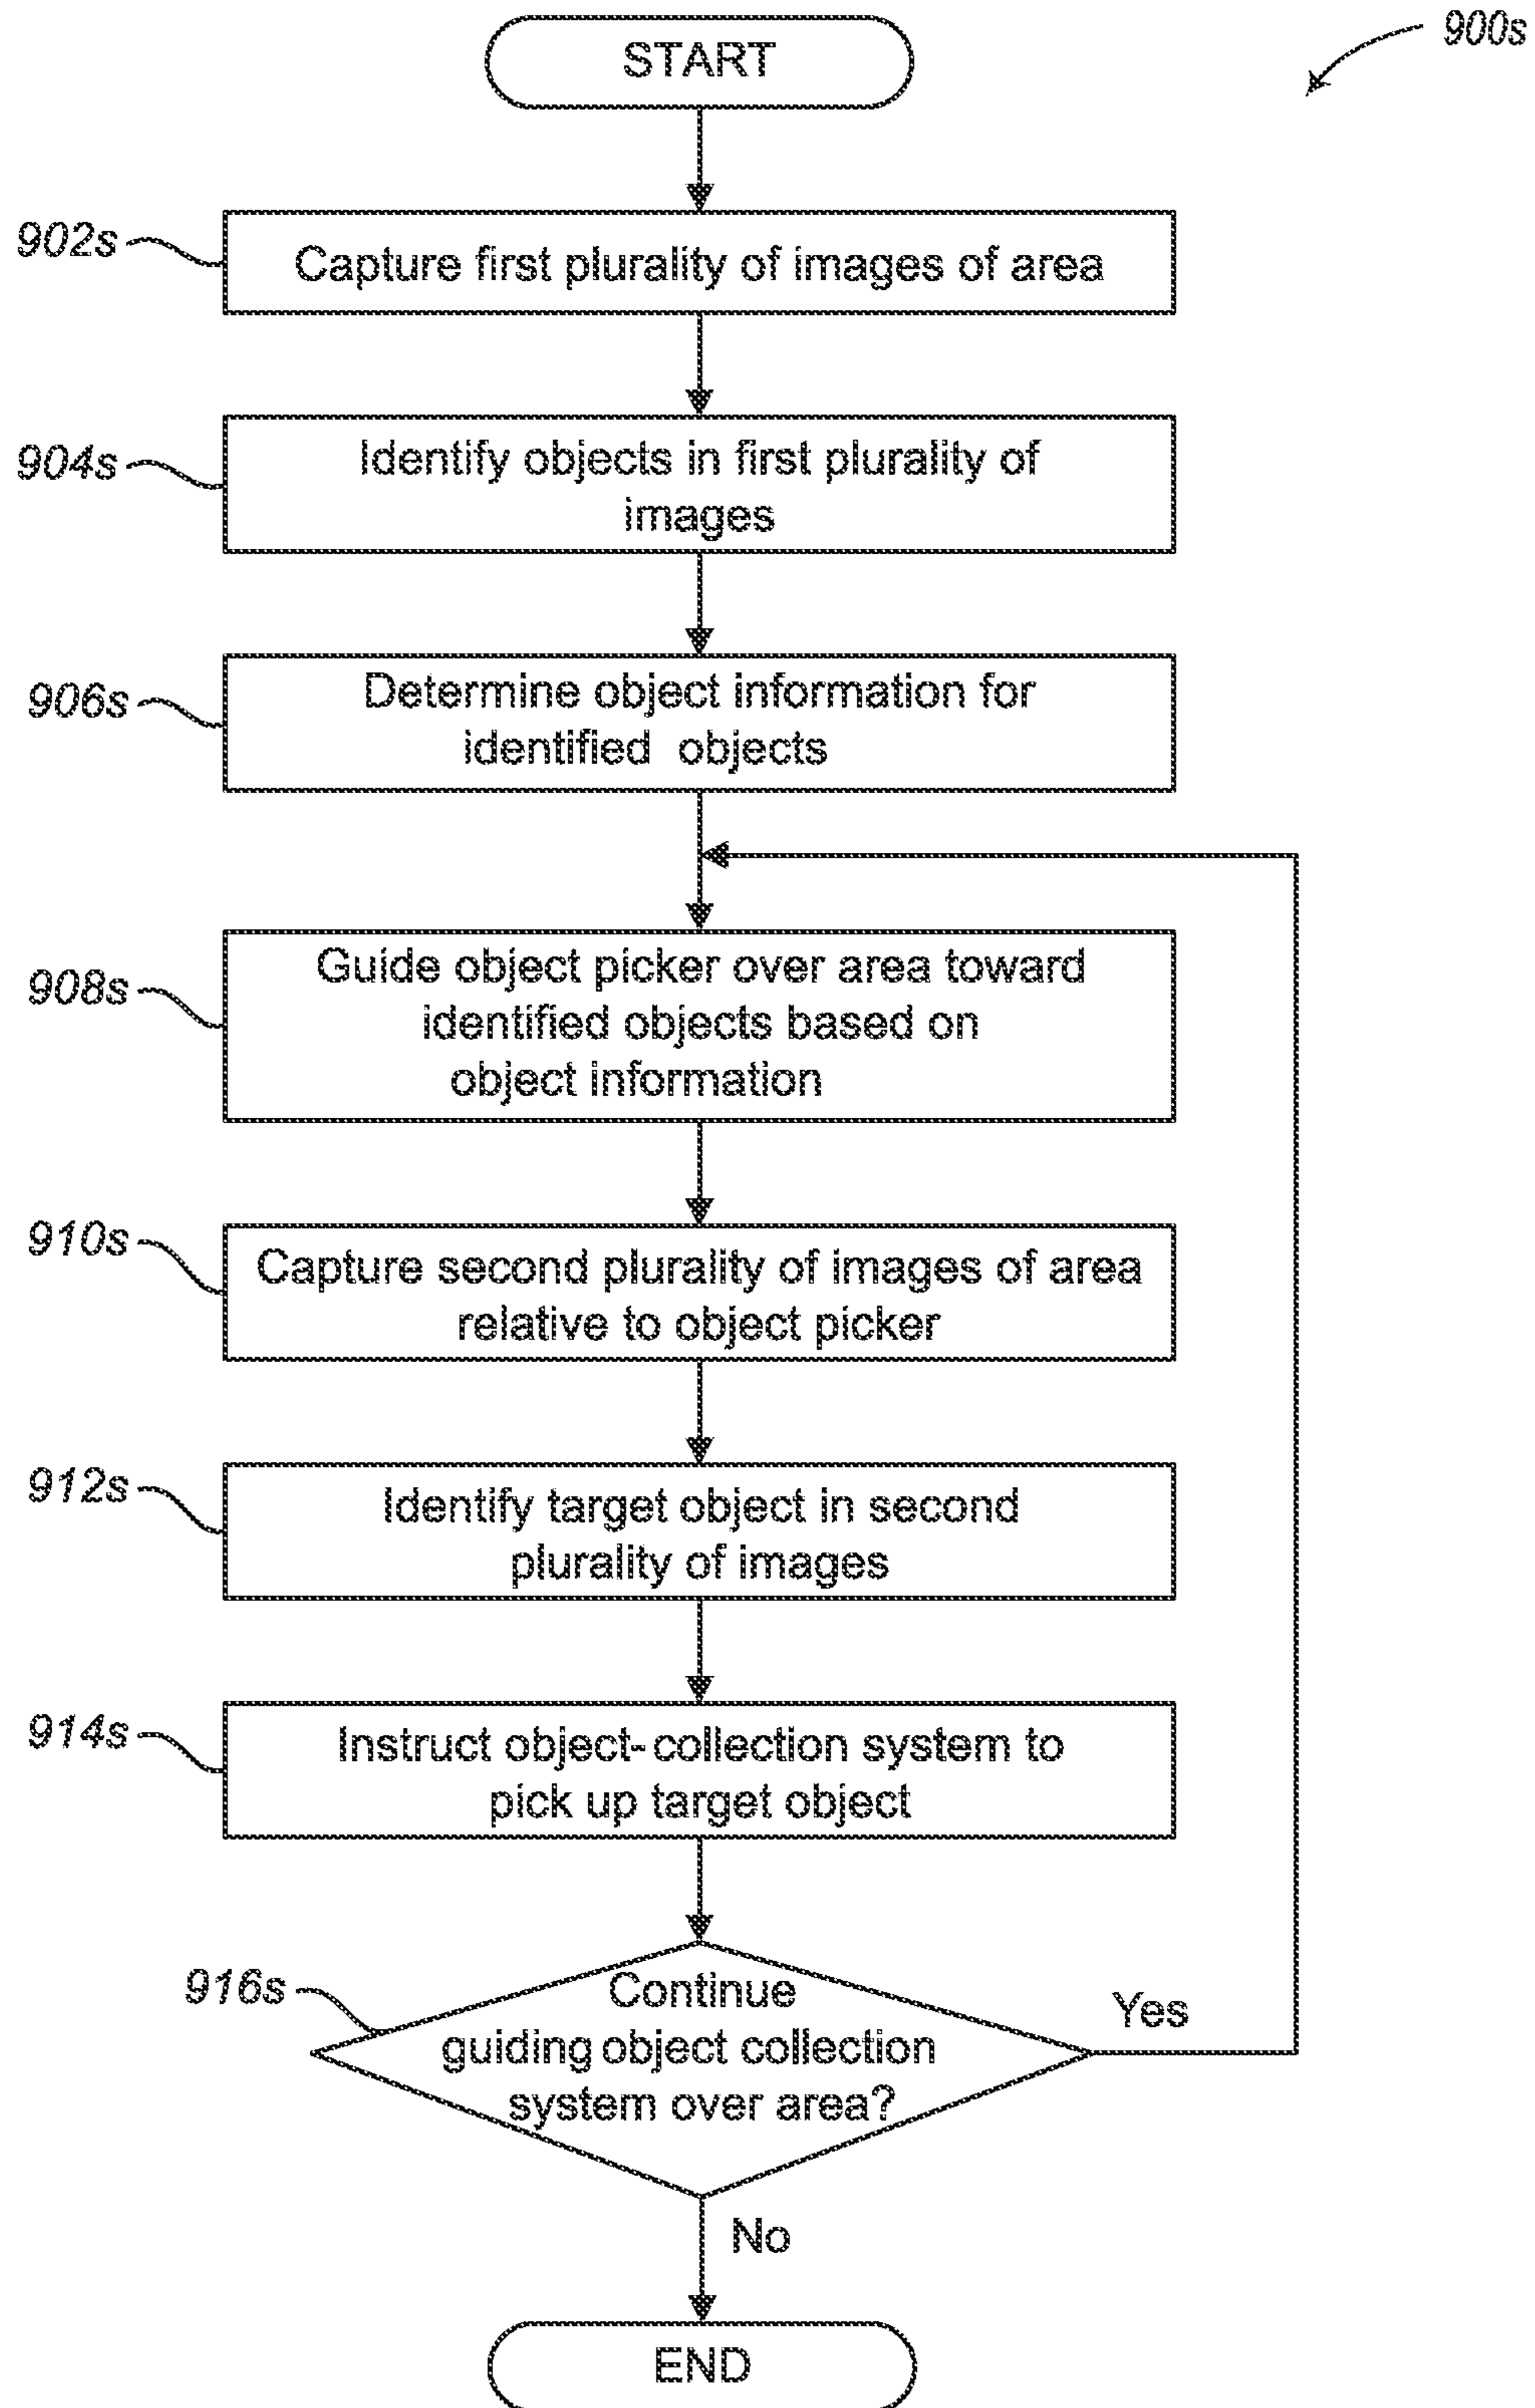 START
900s
902s
Capture first plurality of images of area
904s
Identify objects in first plurality of
images
906s
Determine object information for
identified objects
908s
Guide object picker over area toward
identified objects based on
object information
910s
Capture second plurality of images of area
relative to object picker
912s
Identify target object in second
plurality of images
914s
Instruct object-collection system to
pick up target object
916s
Continue
guiding object collection
system over area?
Yes
No
END